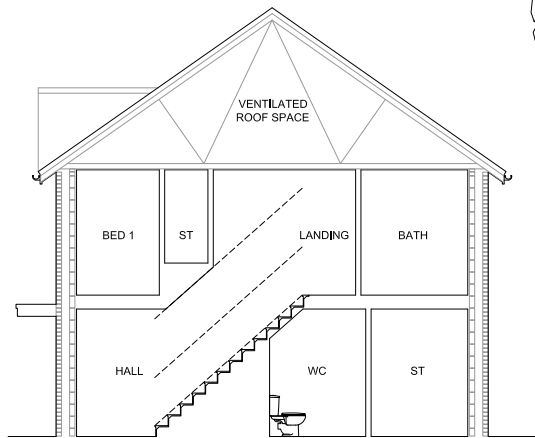 VENTILATED
ROOF SPACE
BED 1
ST
LANDING
BATH
HALL
WC
ST